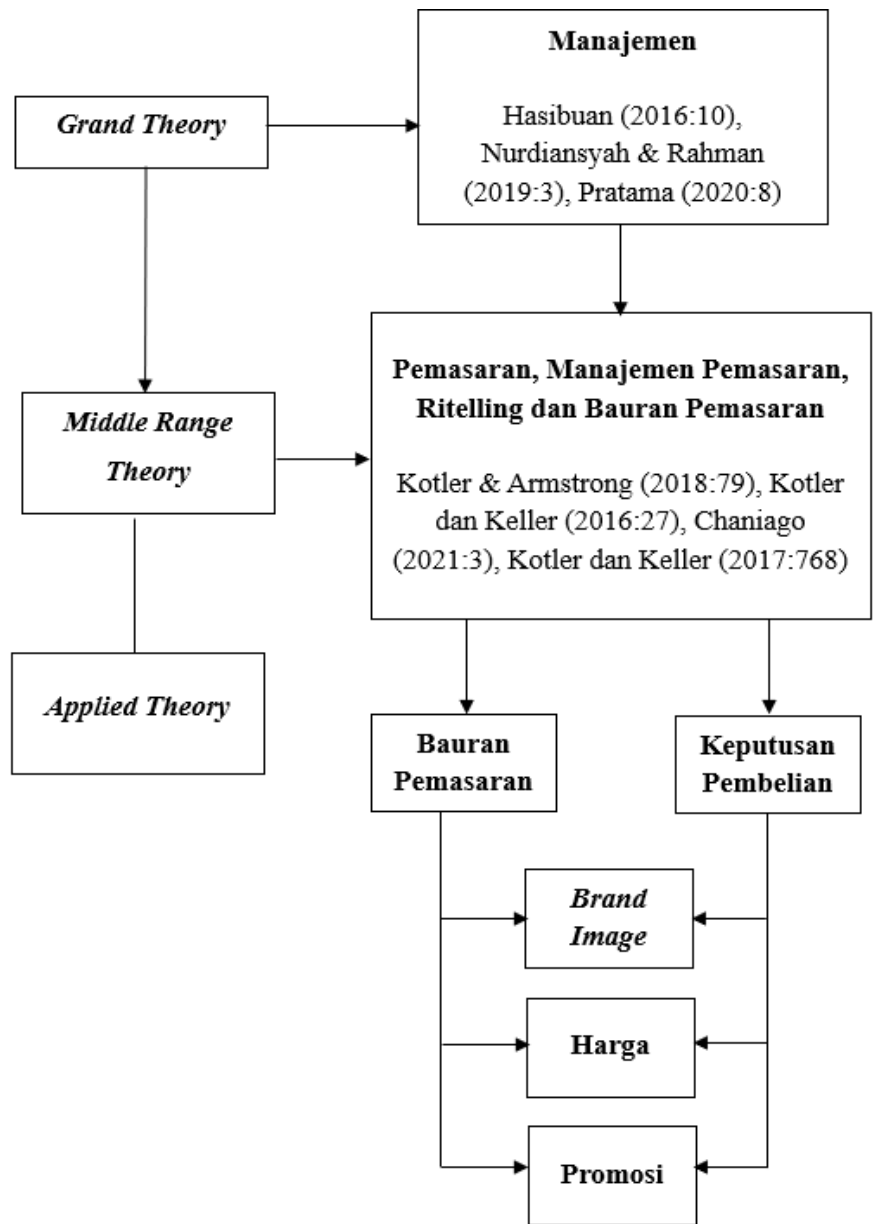 Manajemen
Grand Theory
Hasibuan (2016:10),
Nurdiansyah & Rahman
(2019:3), Pratama (2020:8)
Pemasaran, Manajemen Pemasaran,
Ritelling dan Bauran Pemasaran
Middle Range
Theory
Kotler & Armstrong (2018:79), Kotler
dan Keller (2016:27), Chaniago
(2021:3), Kotler dan Keller (2017:768)
Applied Theory
Bauran
Pemasaran
Keputusan
Pembelian
Brand
Image
Harga
Promosi